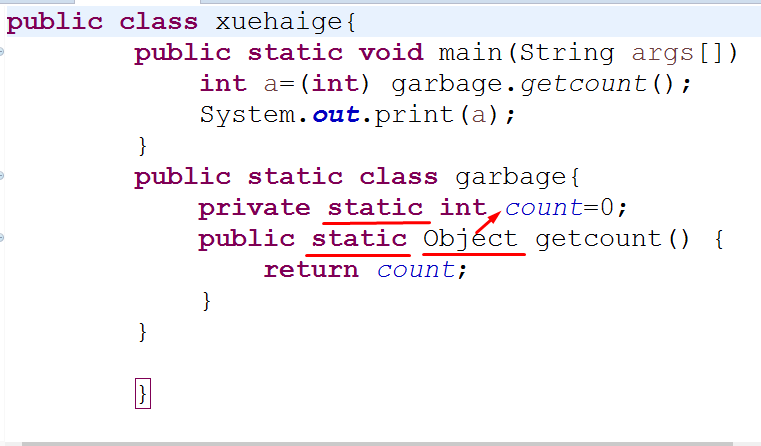 public class xuehaige{
public static void main(String args[])
int a=(int) garbage.getcount();
System.out.print(a);
}
public static class garbage{
private static int count=0;
public static Object getcount() {
return count;
}
}
}